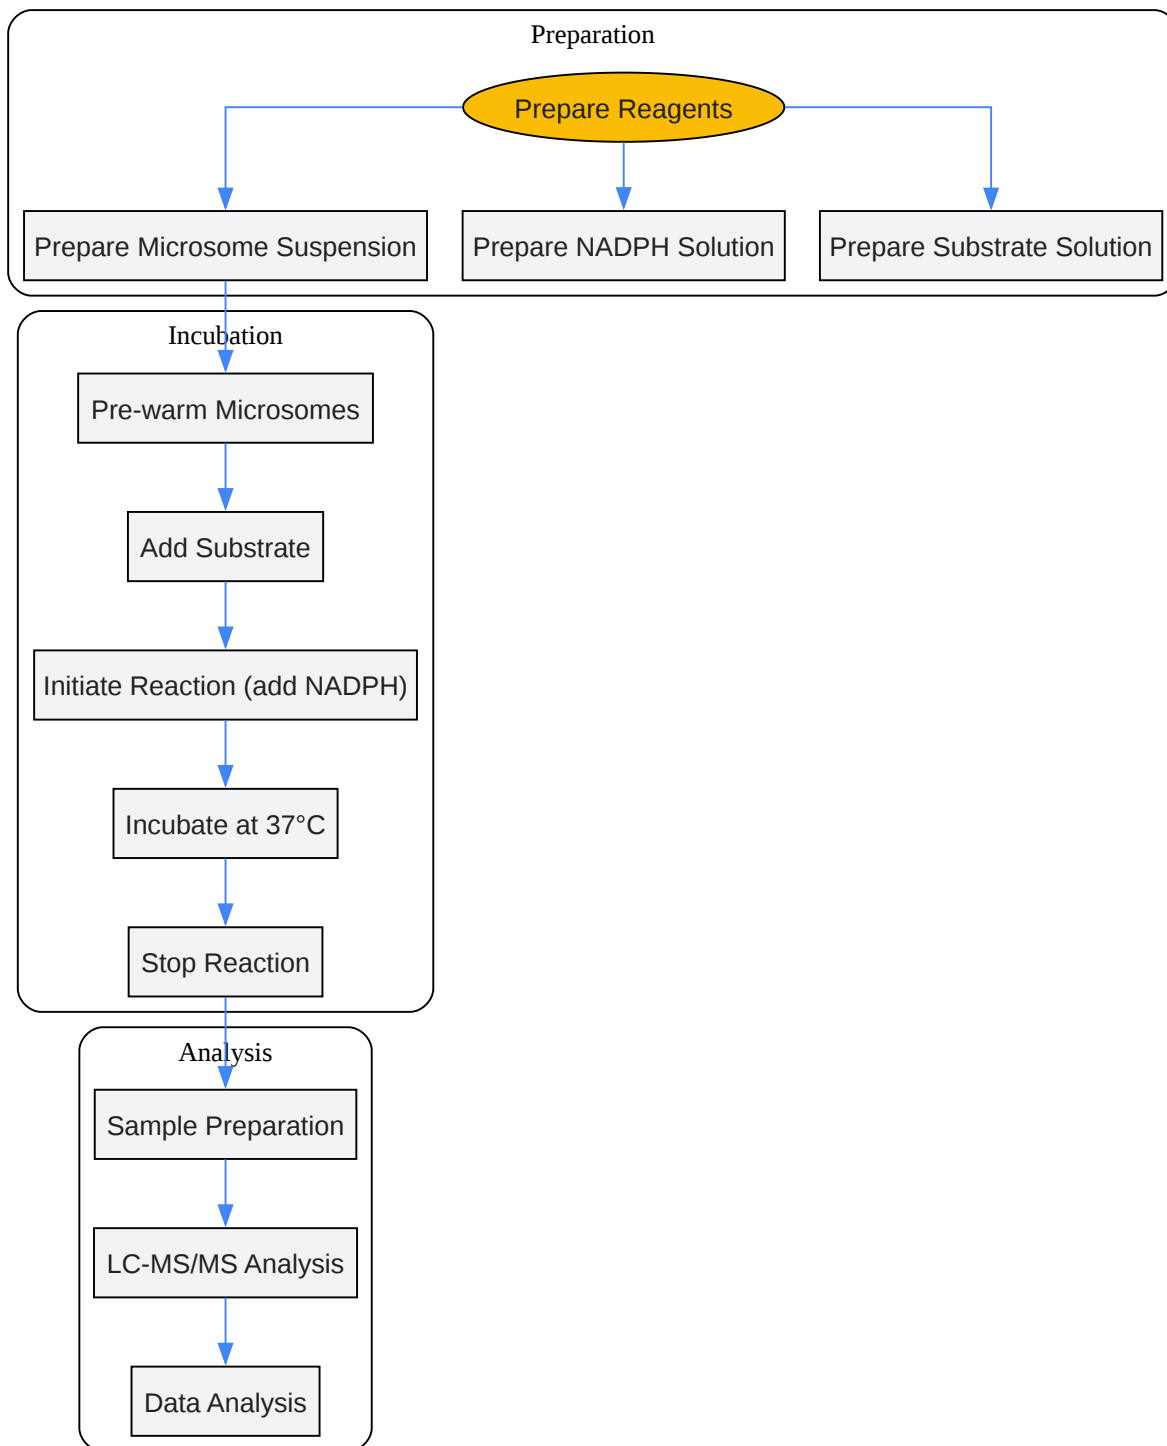 Preparation
Prepare Reagents
Prepare Microsome Suspension
Prepare NADPH Solution
Prepare Substrate Solution
Incubation
Pre-warm Microsomes
Add Substrate
Initiate Reaction (add NADPH)
Incubate at 37°C
Stop Reaction
Analysis
Sample Preparation
LC-MS/MS Analysis
Data Analysis